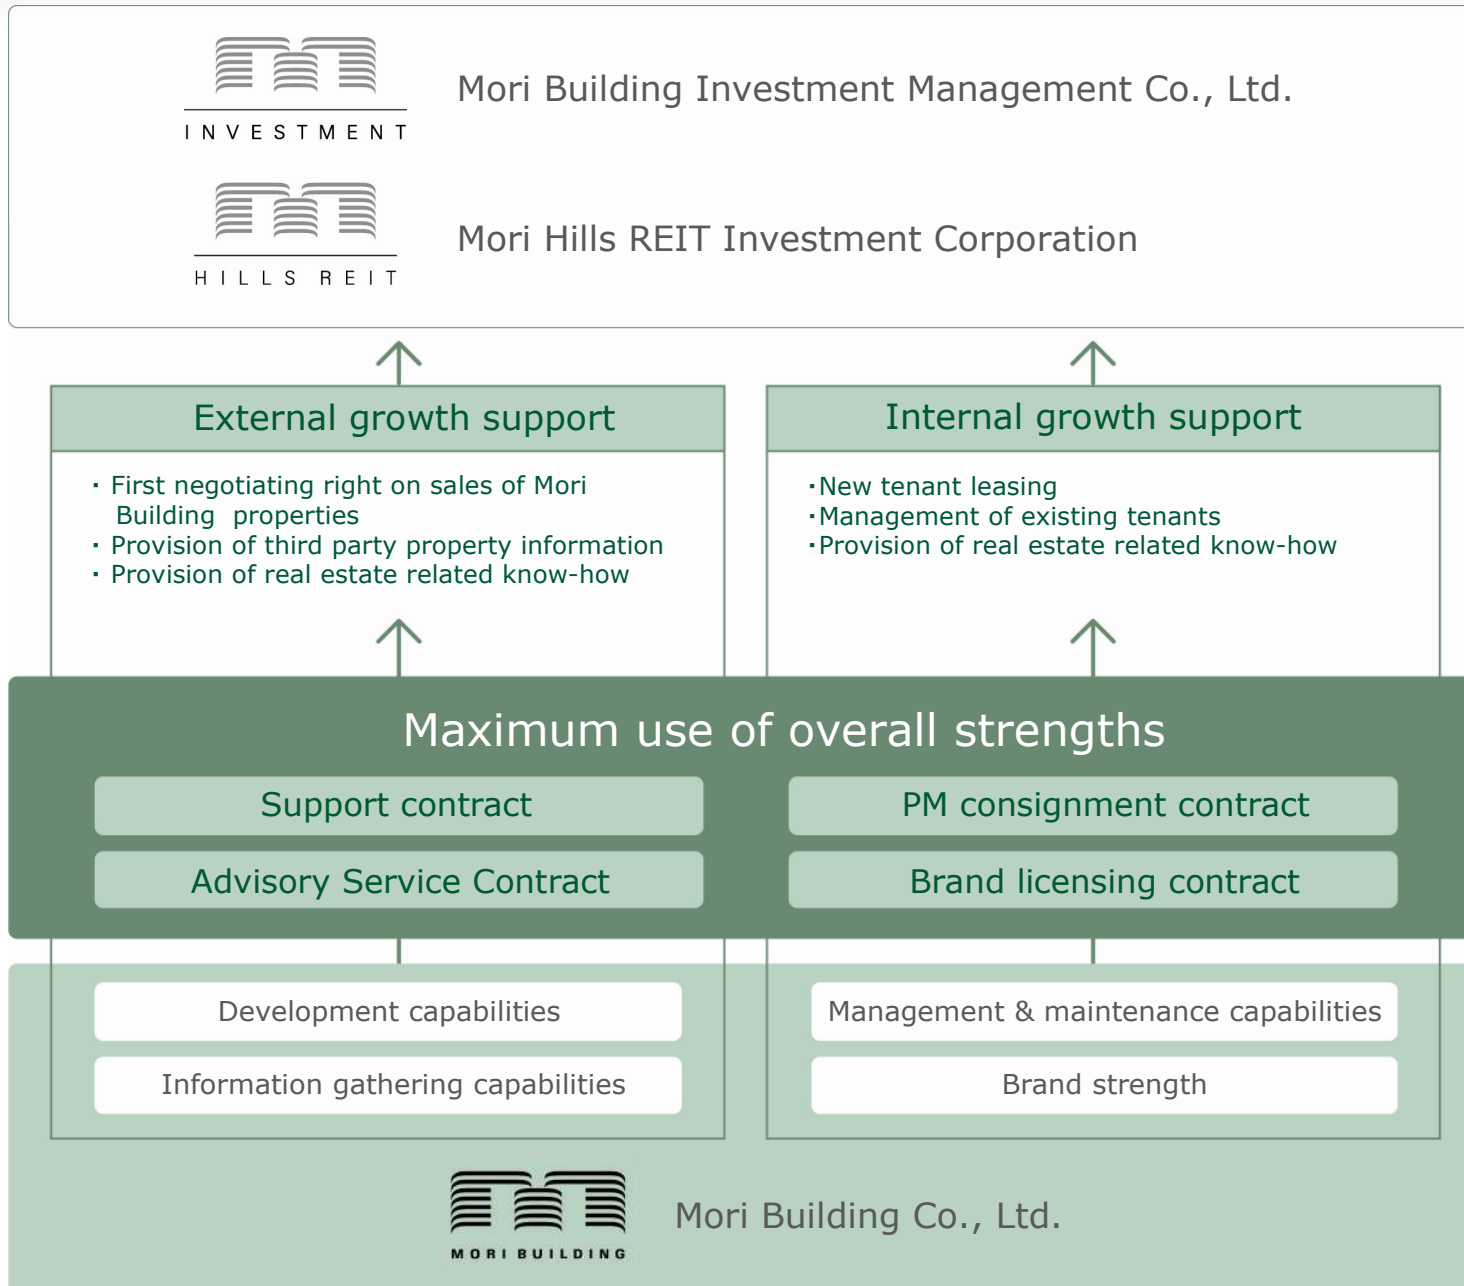 INVESTMENT
Mori Building Investment Management Co., Ltd.
HILLS REIT
Mori Hills REIT Investment Corporation
External growth support
・First negotiating right on sales of Mori
Building properties
・Provision of third party property information
・Provision of real estate related know-how
Internal growth support
・New tenant leasing
・Management of existing tenants
・Provision of real estate related know-how
Maximum use of overall strengths
Support contract
PM consignment contract
Advisory Service Contract
Brand licensing contract
Development capabilities
Management & maintenance capabilities
Information gathering capabilities
Brand strength
MORI BUILDING
Mori Building Co., Ltd.